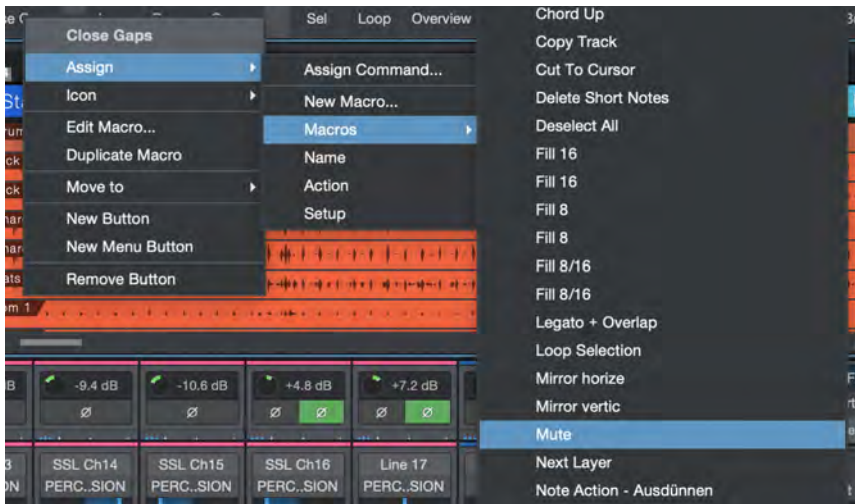 Sel Loop Overview
Close Gaps
Assign
Icon
Edit Macro...
Duplicate Macro
Move to
New Button
New Menu Button
Remove Button
Assign Command...
New Macro...
Macros
Name
Action
Setup
Chord Up
Copy Track
Cut To Cursor
Delete Short Notes
Deselect All
Fill 16
Fill 16
Fill 8
Fill 8
Fill 8/16
Fill 8/16
Legato + Overlap
Loop Selection
Mirror horize
Mirror vertic
Mute
Next Layer
Note Action - Ausdünnen
-9.4 dB -10.6 dB +4.8 dB +7.2 dB
Ø Ø Ø Ø Ø Ø
SSL Ch14 SSL Ch15 SSL Ch16 Line 17
PERC..SION PERC..SION PERC..SION PERC..SION